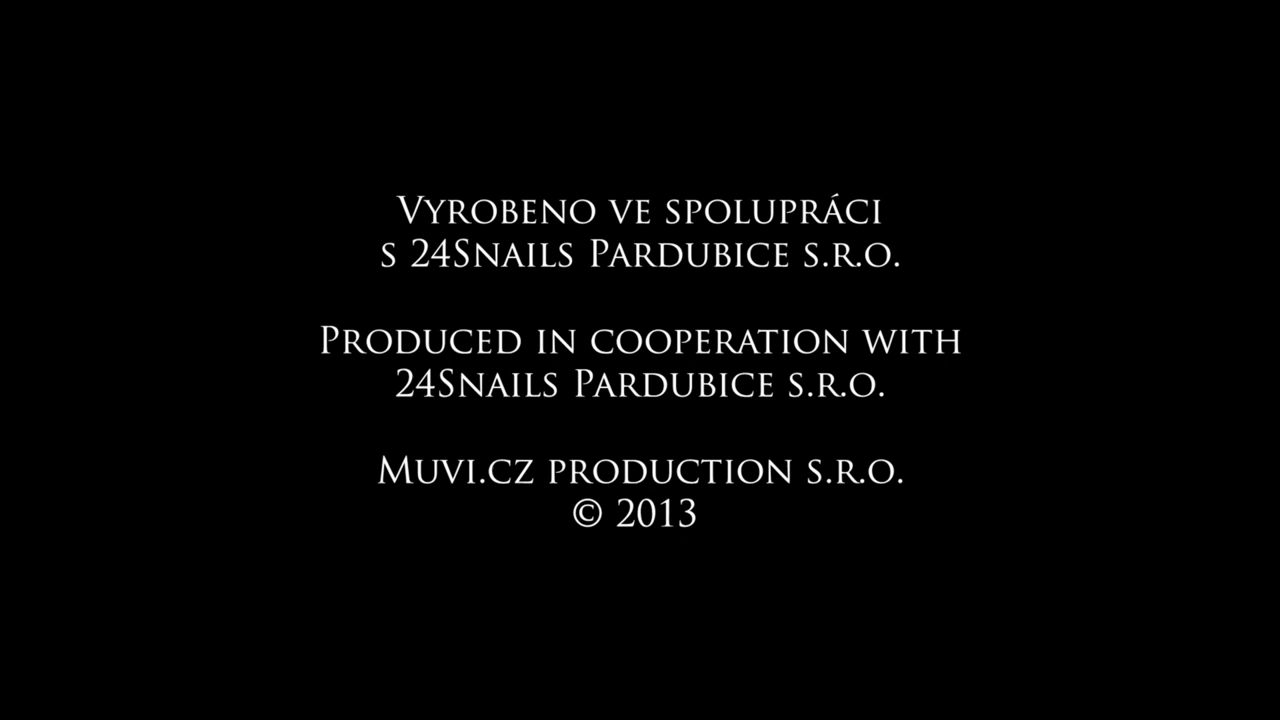 Vyrobeno ve spolupráci
s 24Snails Pardubice s.r.o.
Produced in cooperation with
24Snails Pardubice s.r.o.
Muvi.cz production s.r.o.
© 2013